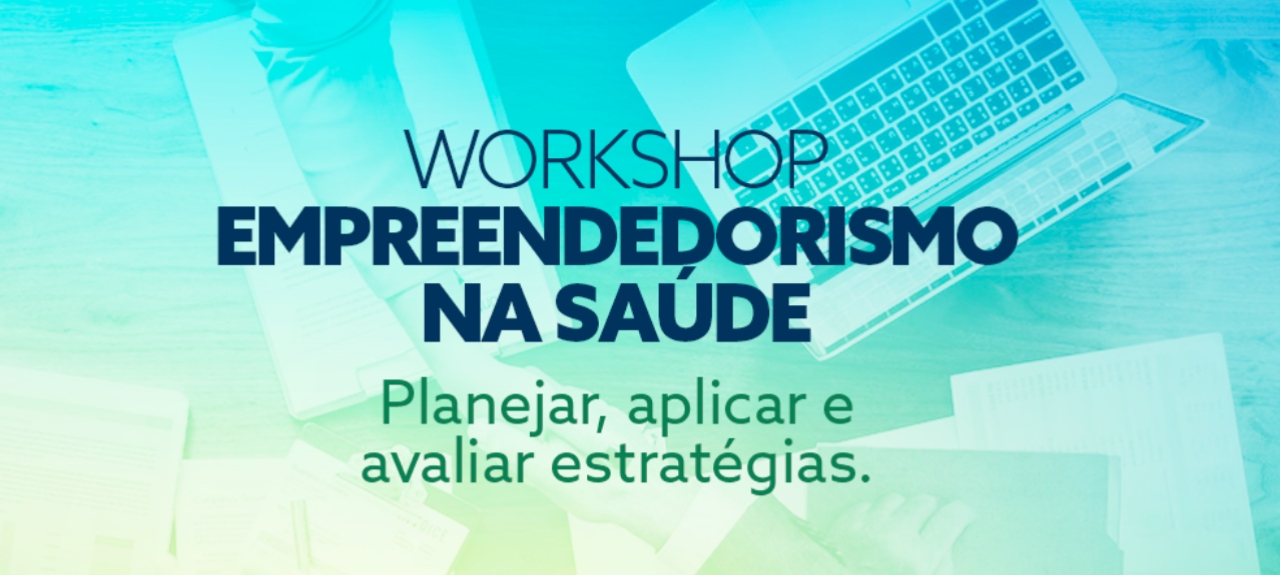 WORKSHOP
EMPREENDEDORISMO
NA SAÚDE
Planejar, aplicar e
avaliar estratégias.